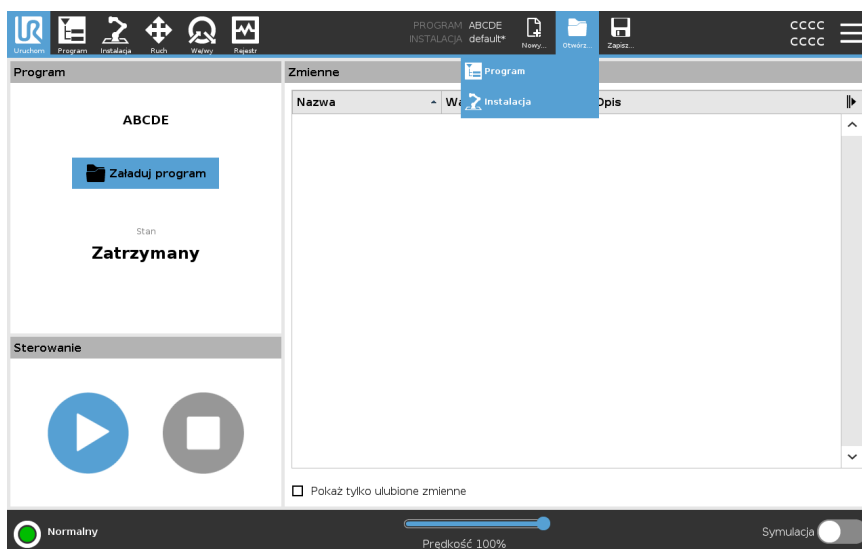 UR
Uruchom
Program
Instalacja
Ruch
We/wy
Rejestr
PROGRAM ABCDE
INSTALACJA default*
Nowy...
Otwórz...
Zapisz...
CCCC
CCCC
Program
Instalacja
Program
ABCDE
Załaduj program
Stan
Zatrzymany
Sterowanie
Zmienne
Nazwa
Opis
Pokaż tylko ulubione zmienne
Normalny
Prędkość 100%
Symulacja